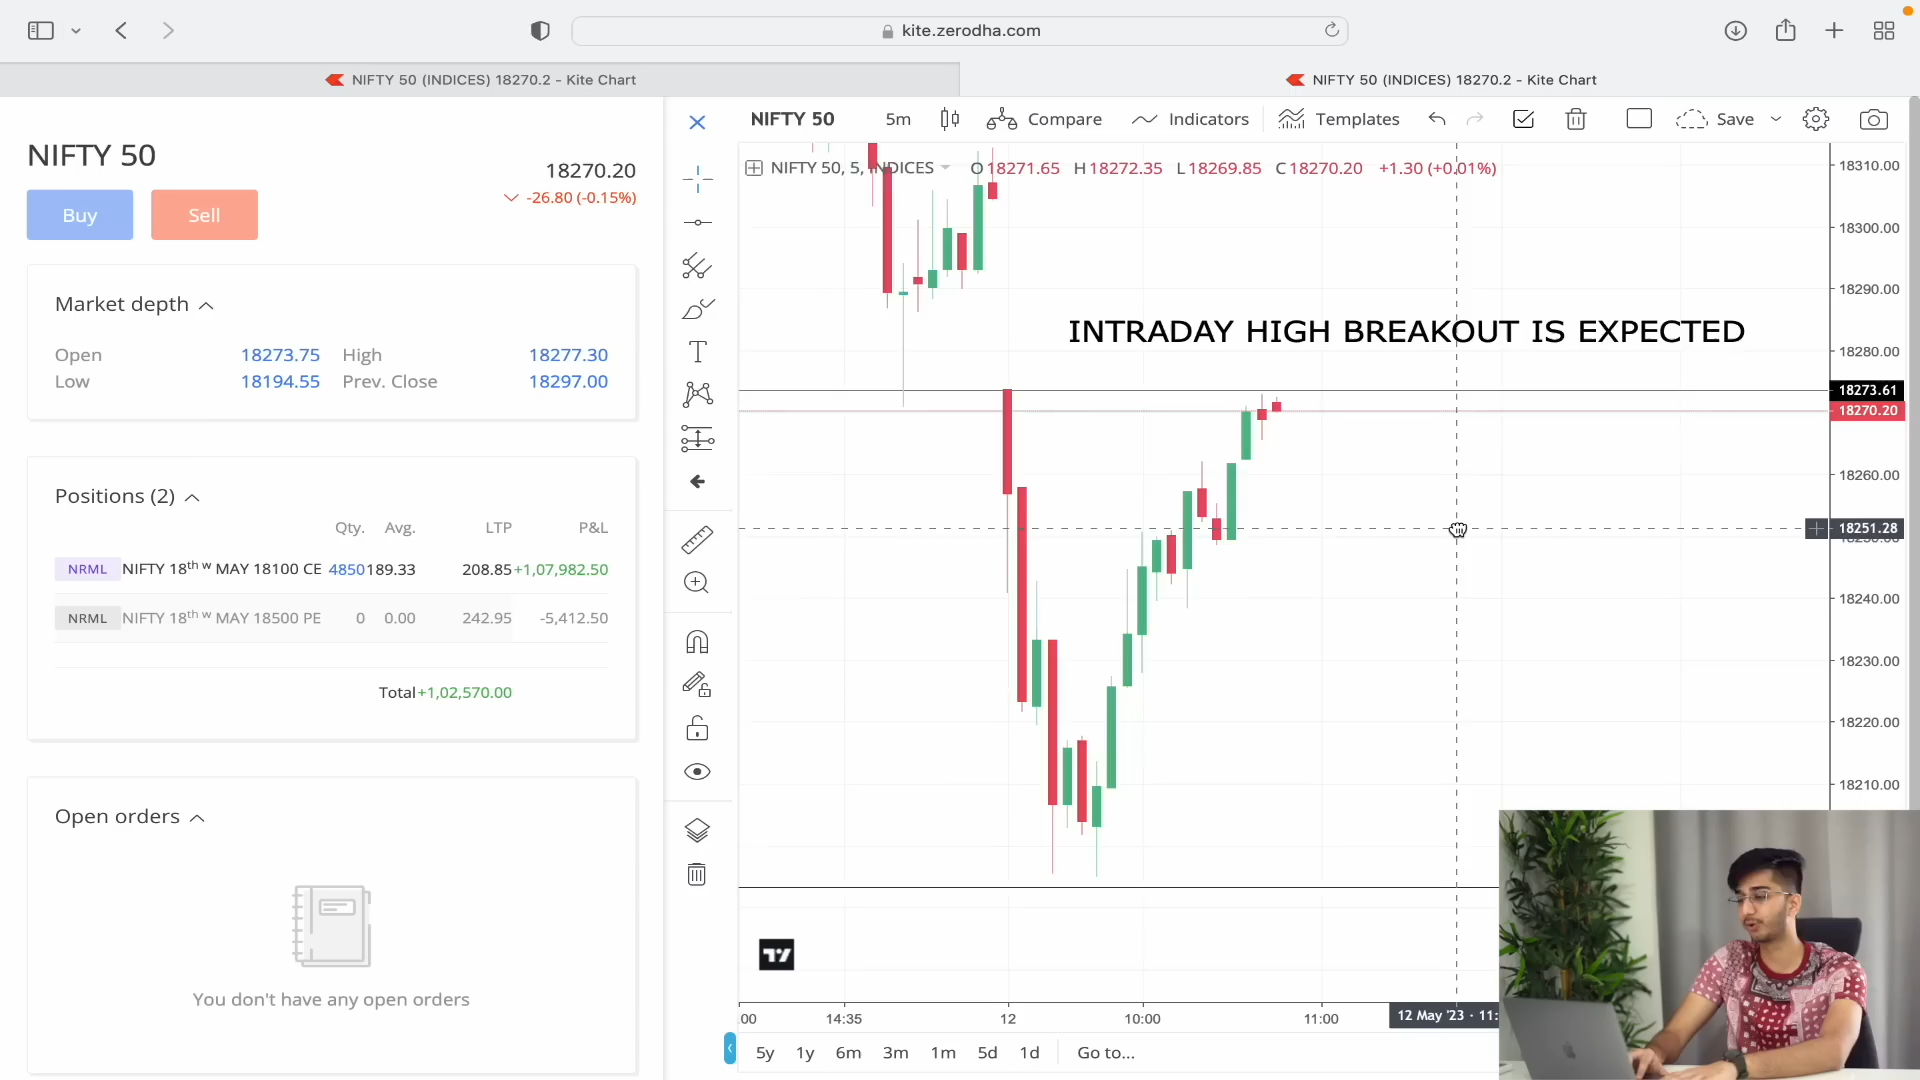 kite.zerodha.com
NIFTY 50 (INDICES) 18270.2 - Kite Chart
NIFTY 50 (INDICES) 18270.2 - Kite Chart
NIFTY 50
18270.20
-26.80 (-0.15%)
Buy
Sell
Market depth
Open 18273.75 High 18277.30
Low 18194.55 Prev. Close 18297.00
Positions (2)
Qty. Avg. LTP P&L
NRML NIFTY 18th w MAY 18100 CE 4850 189.33 208.85 +1,07,982.50
NRML NIFTY 18th w MAY 18500 PE 0 0.00 242.95 -5,412.50
Total +1,02,570.00
Open orders
You don't have any open orders
NIFTY 50 5m Compare Indicators Templates Save
NIFTY 50, 5, INDICES O 18271.65 H 18272.35 L 18269.85 C 18270.20 +1.30 (+0.01%)
INTRADAY HIGH BREAKOUT IS EXPECTED
18310.00
18300.00
18290.00
18280.00
18273.61
18270.20
18260.00
18251.28
18240.00
18230.00
18220.00
18210.00
:00 14:35 12 10:00 11:00 12 May '23 · 11:
5y 1y 6m 3m 1m 5d 1d Go to...